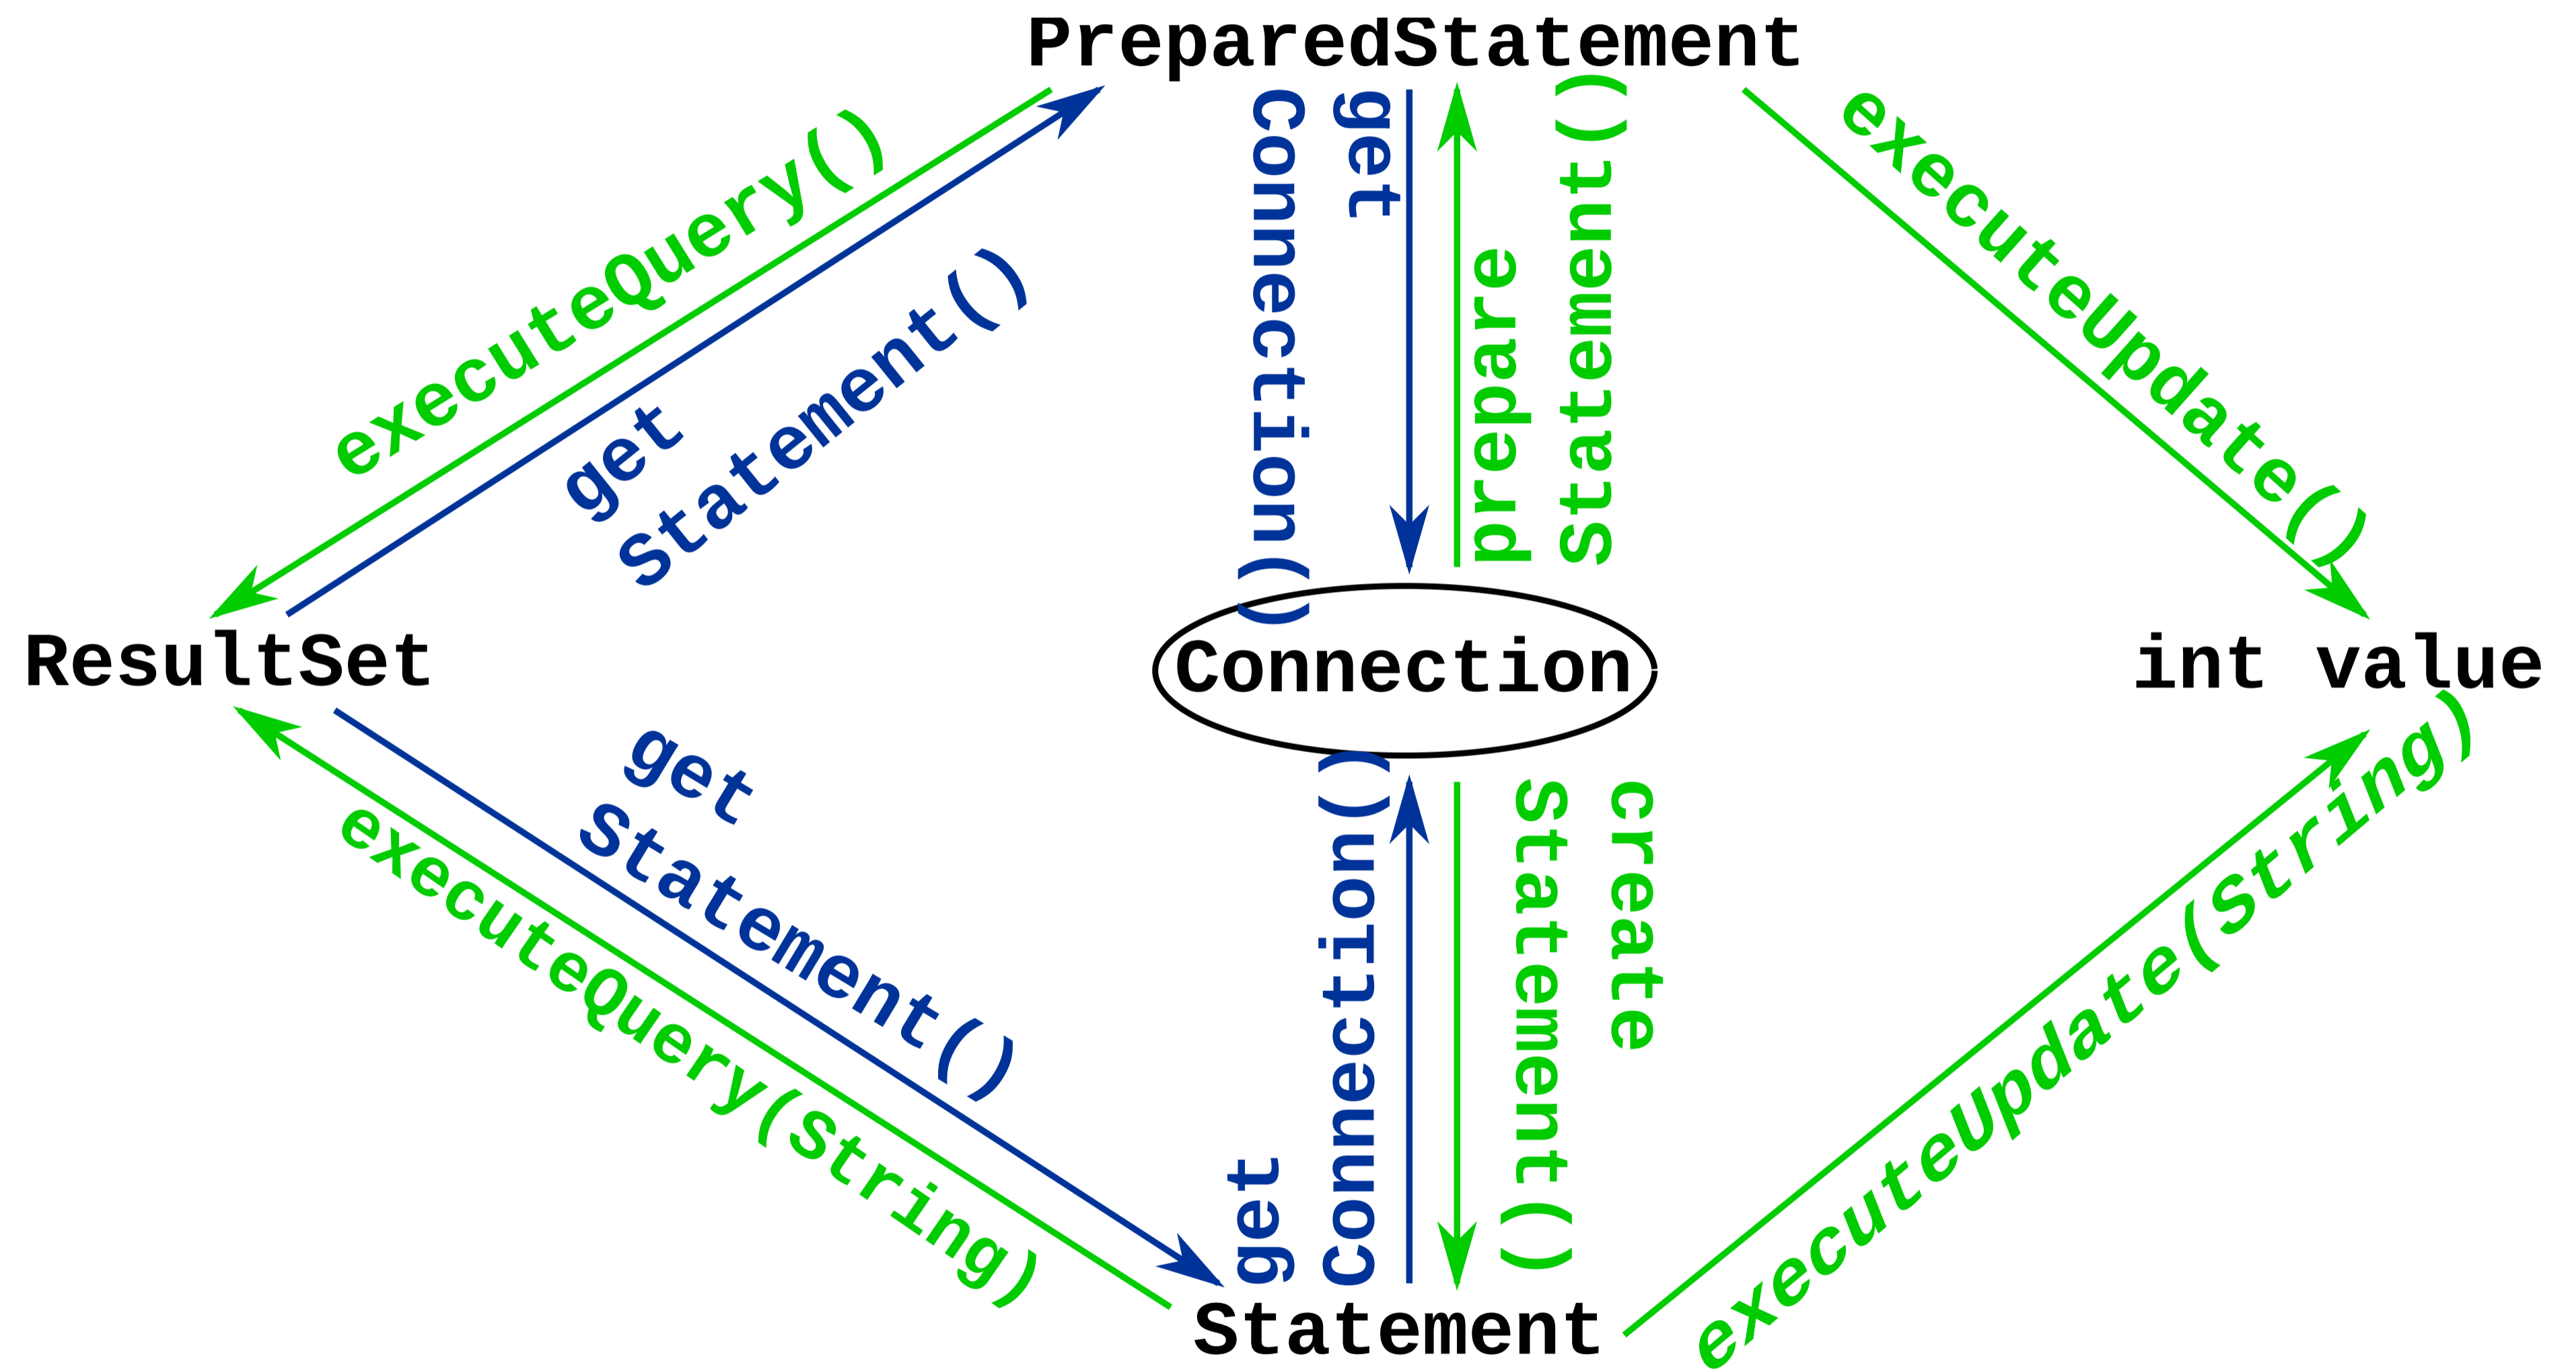 PreparedStatement
executeQuery()
get
Statement()
get
Connection()
prepare
Statement()
executeUpdate()
ResultSet
Connection
int value
get
Statement()
executeQuery(String)
get
Connection()
create
Statement()
executeUpdate(String)
Statement